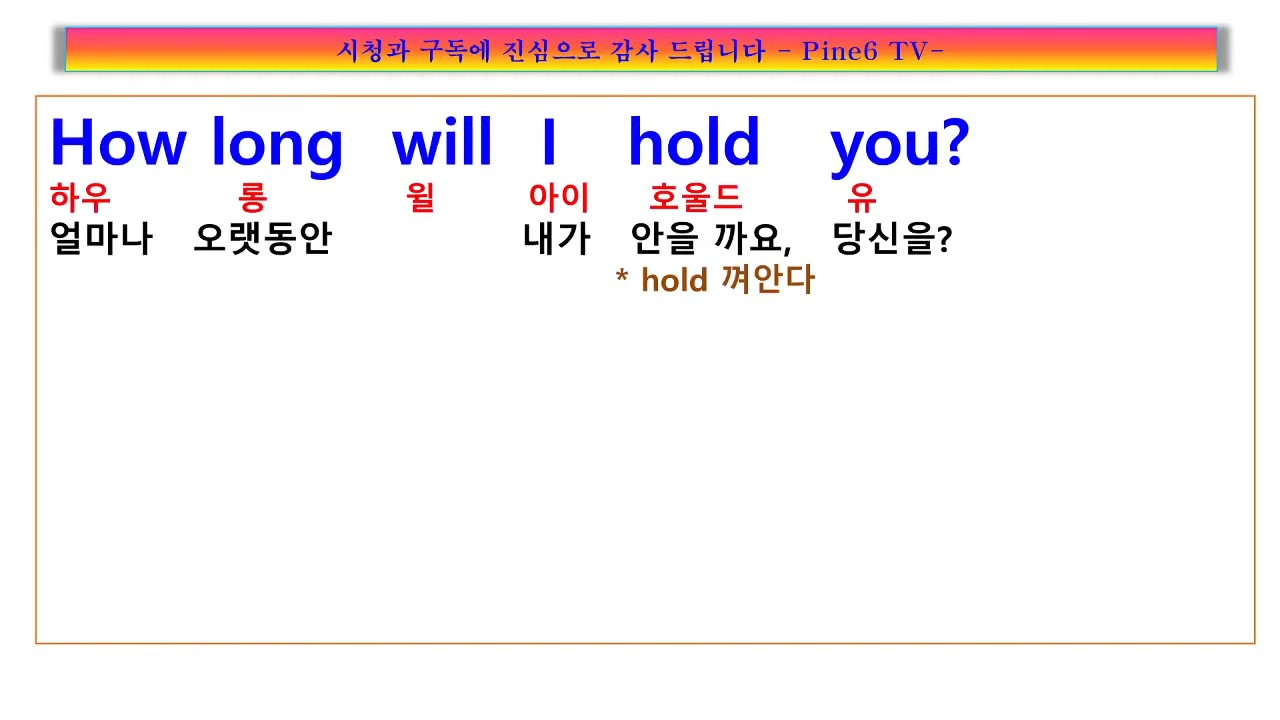 시청과 구독에 진심으로 감사 드립니다 - Pine6 TV-
How long will I hold you?
하우 롱 윌 아이 호울드 유
얼마나 오랫동안 내가 안을 까요, 당신을?
* hold 껴안다